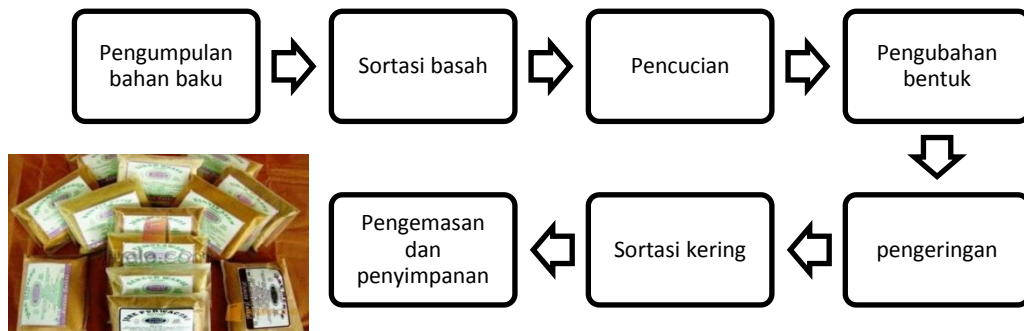 Pengumpulan
bahan baku
Sortasi basah
Pencucian
Pengubahan
bentuk
pengeringan
Sortasi kering
Pengemasan
dan
penyimpanan